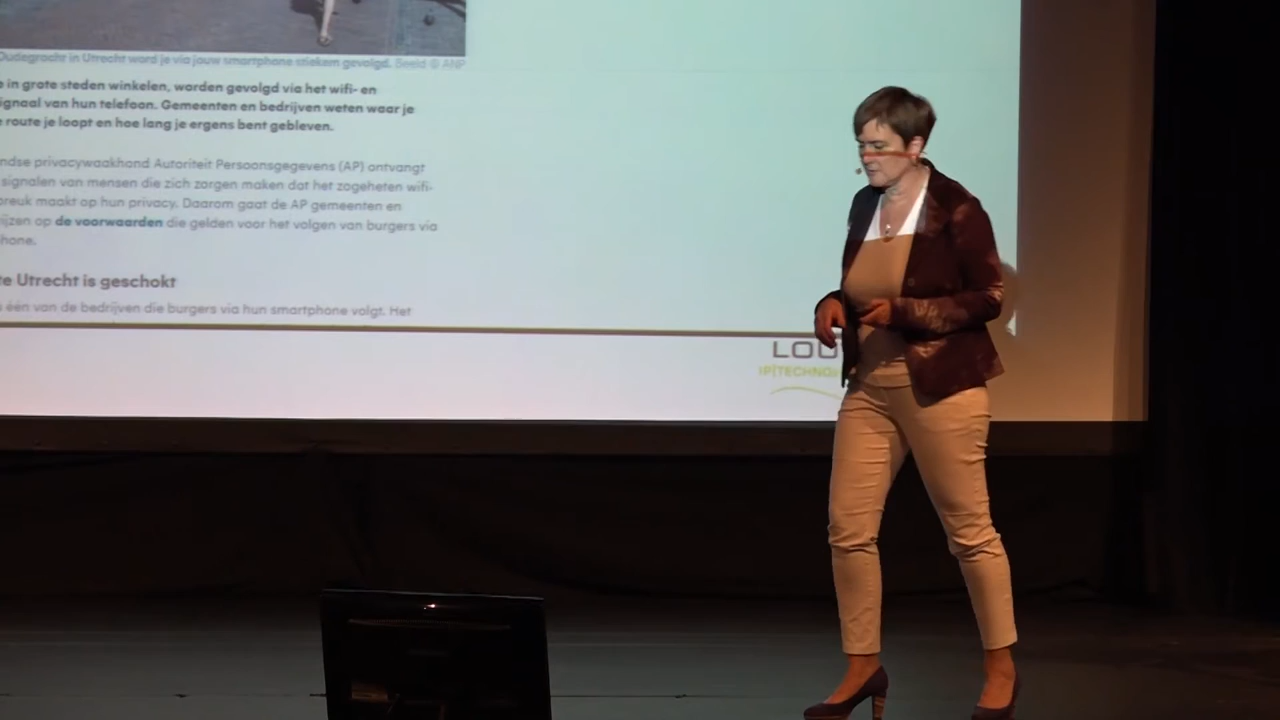 Oudegracht in Utrecht word je via jouw smartphone stiekem gevolgd. Beeld © ANP
e in grote steden winkelen, worden gevolgd via het wifi- en
ignaal van hun telefoon. Gemeenten en bedrijven weten waar je
e route je loopt en hoe lang je ergens bent gebleven.
ndse privacywaakhond Autoriteit Persoonsgegevens (AP) ontvangt
signalen van mensen die zich zorgen maken dat het zogeheten wifi-
breuk maakt op hun privacy. Daarom gaat de AP gemeenten en
ijzen op de voorwaarden die gelden voor het volgen van burgers via
hone.
te Utrecht is geschokt
één van de bedrijven die burgers via hun smartphone volgt. Het
LOU
IP|TECHNO